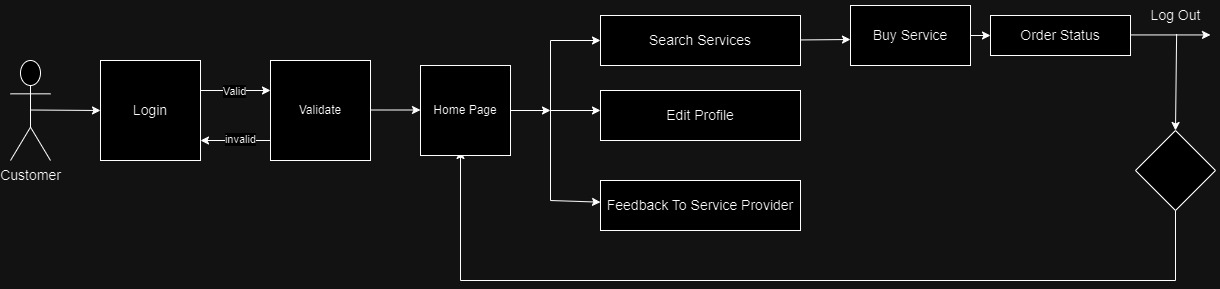 Log Out
Search Services
Buy Service
Order Status
Valid
Login
Validate
Home Page
Edit Profile
invalid
Customer
Feedback To Service Provider